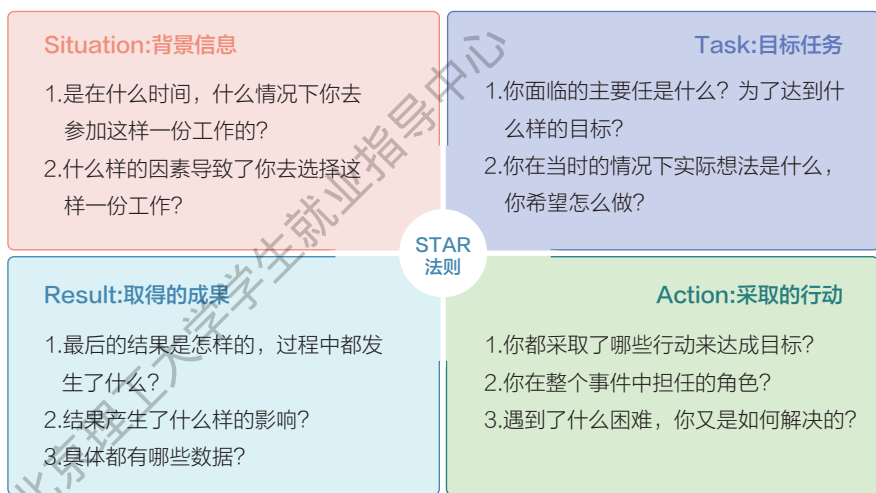 Situation:背景信息
1.是在什么时间，什么情况下你去
参加这样一份工作的?
2.什么样的因素导致了你去选择这
样一份工作?
Task:目标任务
1.你面临的主要任是什么? 为了达到什
么样的目标?
2.你在当时的情况下实际想法是什么，
你希望怎么做?
STAR
法则
Result:取得的成果
1.最后的结果是怎样的，过程中都发
生了什么?
2.结果产生了什么样的影响?
3.具体都有哪些数据?
Action:采取的行动
1.你都采取了哪些行动来达成目标?
2.你在整个事件中担任的角色?
3.遇到了什么困难，你又是如何解决的?
北京理工大学学生就业指导中心